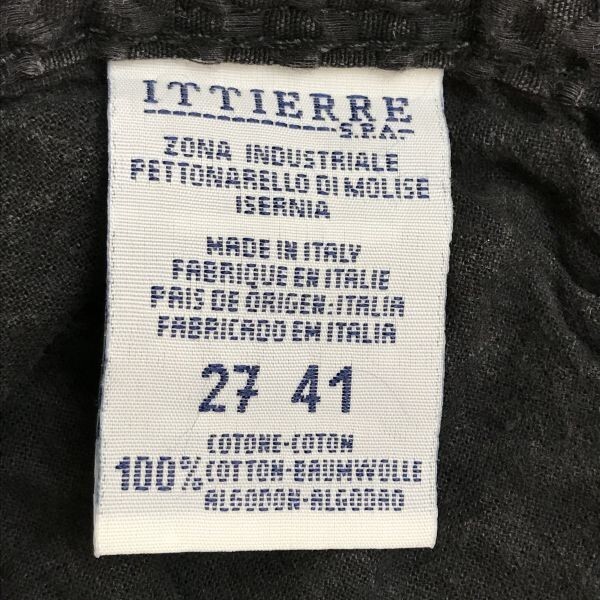 ITTIERRE
S.P.A.
ZONA INDUSTRIALE
PETTORARELLO DI MOLISE
ISERNIA
MADE IN ITALY
FABRIQUE EN ITALIE
PAIS DE ORIGEN: ITALIA
FABRICADO EM ITALIA
27 41
COTONE-COTON
100% COTTON-BAUMWOLLE
ALGODON-ALGODAO